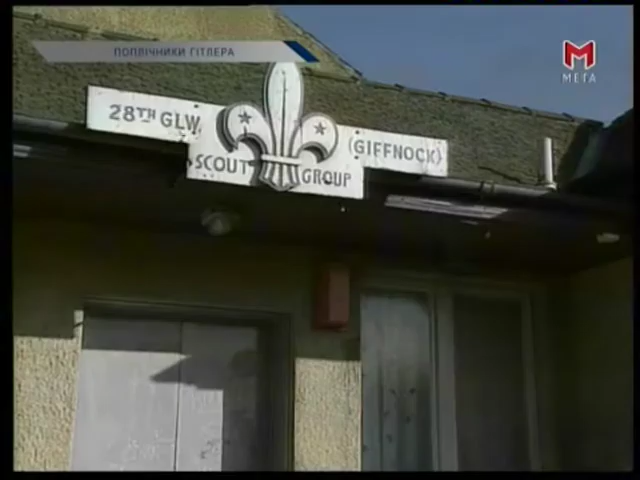 ПОПЛІЧНИКИ ГІТЛЕРА
М
МЕГА
28TH GLW
(GIFFNOCK)
SCOUT GROUP